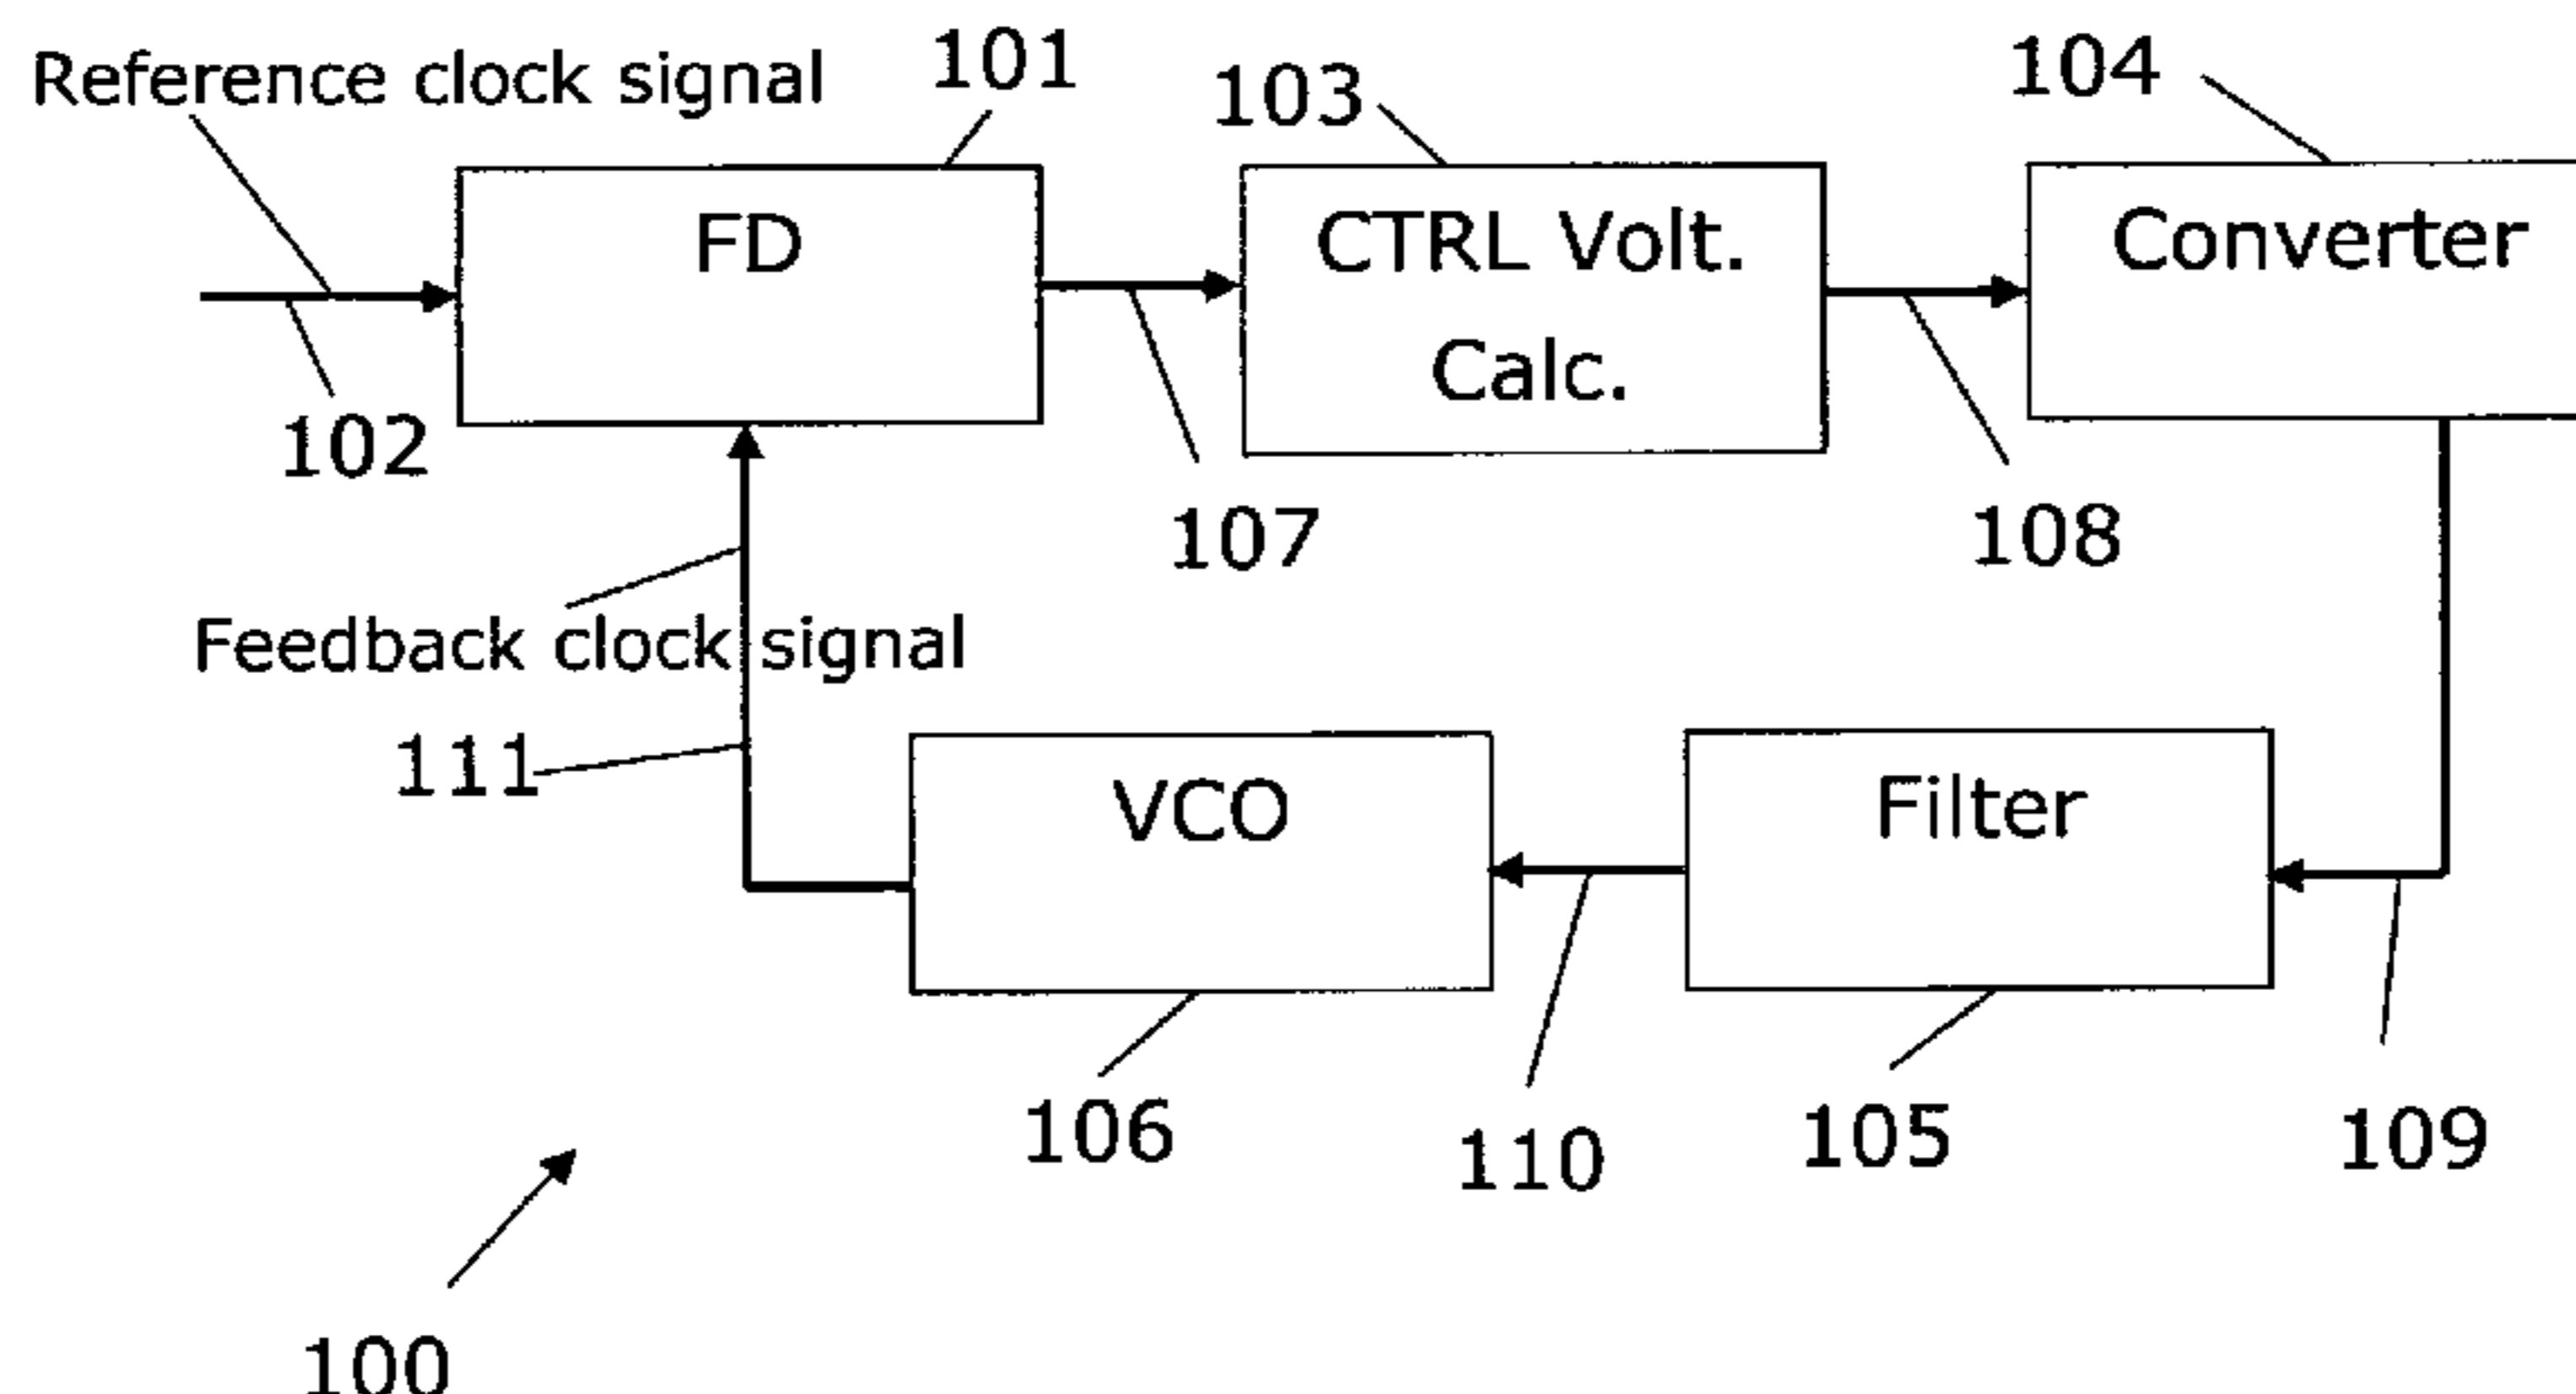 Reference clock signal
101
103
104
FD
CTRL Volt.
Calc.
Converter
102
107
108
Feedback clock signal
111
VCO
Filter
106
110
105
109
100